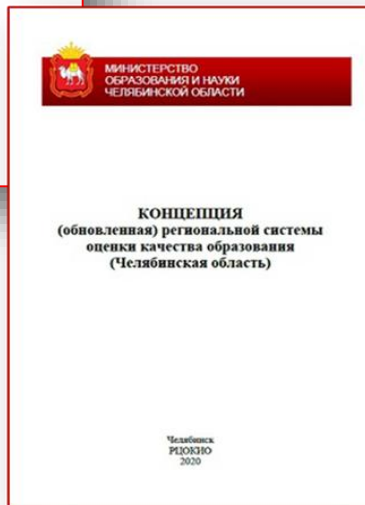 МИНИСТЕРСТВО
ОБРАЗОВАНИЯ И НАУКИ
ЧЕЛЯБИНСКОЙ ОБЛАСТИ
КОНЦЕПЦИЯ
(обновленная) региональной системы
оценки качества образования
(Челябинская область)
Челябинск
РЦОКИО
2020